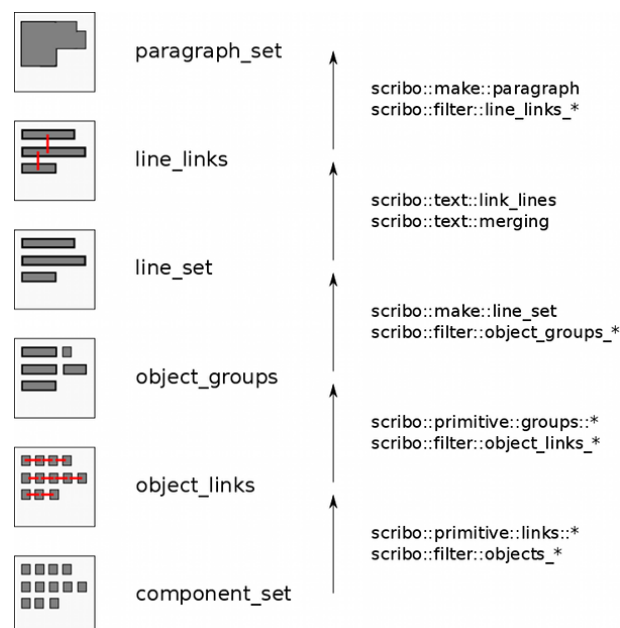 paragraph_set
scribo::make::paragraph
scribo::filter::line_links_*
line_links
scribo::text::link_lines
scribo::text::merging
line_set
scribo::make::line_set
scribo::filter::object_groups_*
object_groups
scribo::primitive::groups::*
scribo::filter::object_links_*
object_links
scribo::primitive::links::*
scribo::filter::objects_*
component_set